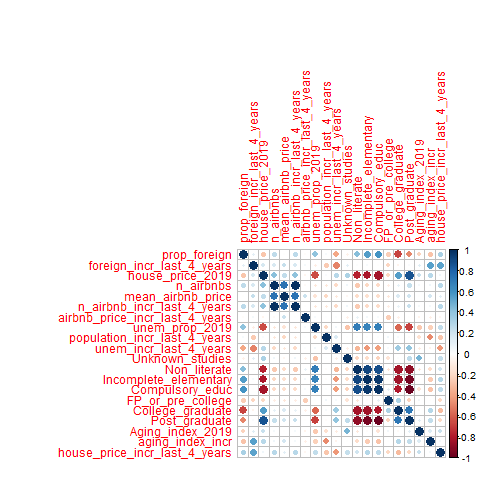 prop_foreign
foreign_incr_last_4_years
house_price_2019
n_airbnbs
mean_airbnb_price
n_airbnb_incr_last_4_years
airbnb_price_incr_last_4_years
unem_prop_2019
population_incr_last_4_years
unem_incr_last_4_years
Unknown_studies
Non_literate
Incomplete_elementary
Compulsory_educ
FP_or_pre_college
College_graduate
Post_graduate
Aging_index_2019
aging_index_incr
house_price_incr_last_4_years
prop_foreign
foreign_incr_last_4_years
house_price_2019
n_airbnbs
mean_airbnb_price
n_airbnb_incr_last_4_years
airbnb_price_incr_last_4_years
unem_prop_2019
population_incr_last_4_years
unem_incr_last_4_years
Unknown_studies
Non_literate
Incomplete_elementary
Compulsory_educ
FP_or_pre_college
College_graduate
Post_graduate
Aging_index_2019
aging_index_incr
house_price_incr_last_4_years
1
0.8
0.6
0.4
0.2
0
-0.2
-0.4
-0.6
-0.8
-1